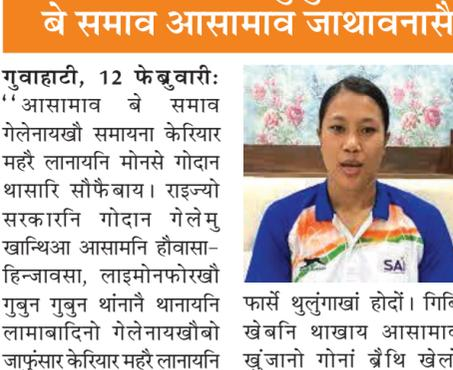 बे समाव आसामाव जाथावनासै
गुवाहाटी, 12 फेब्रुवारी:
‘‘आसामाव बे समाव
गेलेनायखौ समायना केरियार
महरै लानायनि मोनसे गोदान
थासारि सौफैबाय। राइज्यो
सरकारनि गोदान गेलेमु
खान्थिआ आसामनि हौवासा-
हिन्जावसा, लाइमोनफोरखौ
गुबुन गुबुन थांनानै थानायनि
लामाबादिनो गेलेनायखौबो
जाफुंसार केरियार महरै लानायनि
SAI
फार्से थुलुंगाखां होदों। गिबि
खेबनि थाखाय आसामाव
खुंजानो गोनां ब्रैथि खेलो